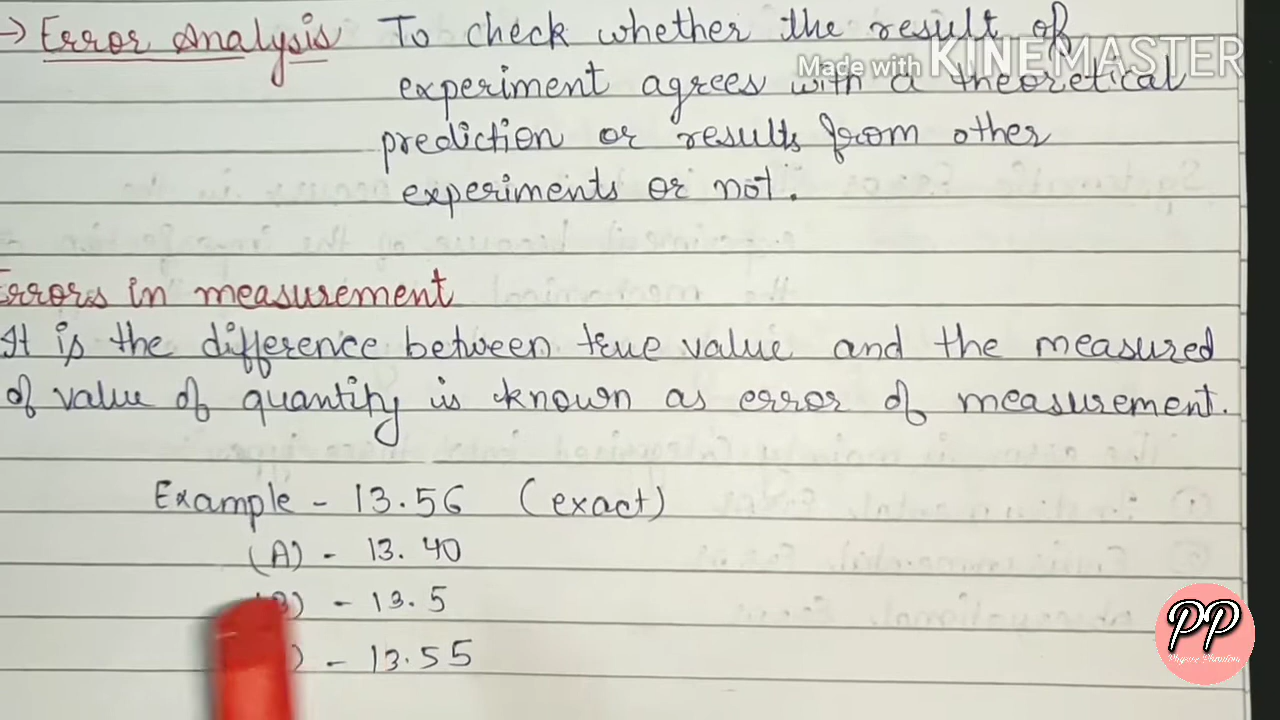 → Error Analysis To check whether the result of
Made with KINEMASTER
experiment agrees with a theoretical
prediction or results from other
experiments or not.
Errors in measurement
It is the difference between true value and the measured
of value of quantity is known as error of measurement.
Example - 13.56 (exact)
(A) - 13.40
(B) - 13.5
) - 13.55
PP